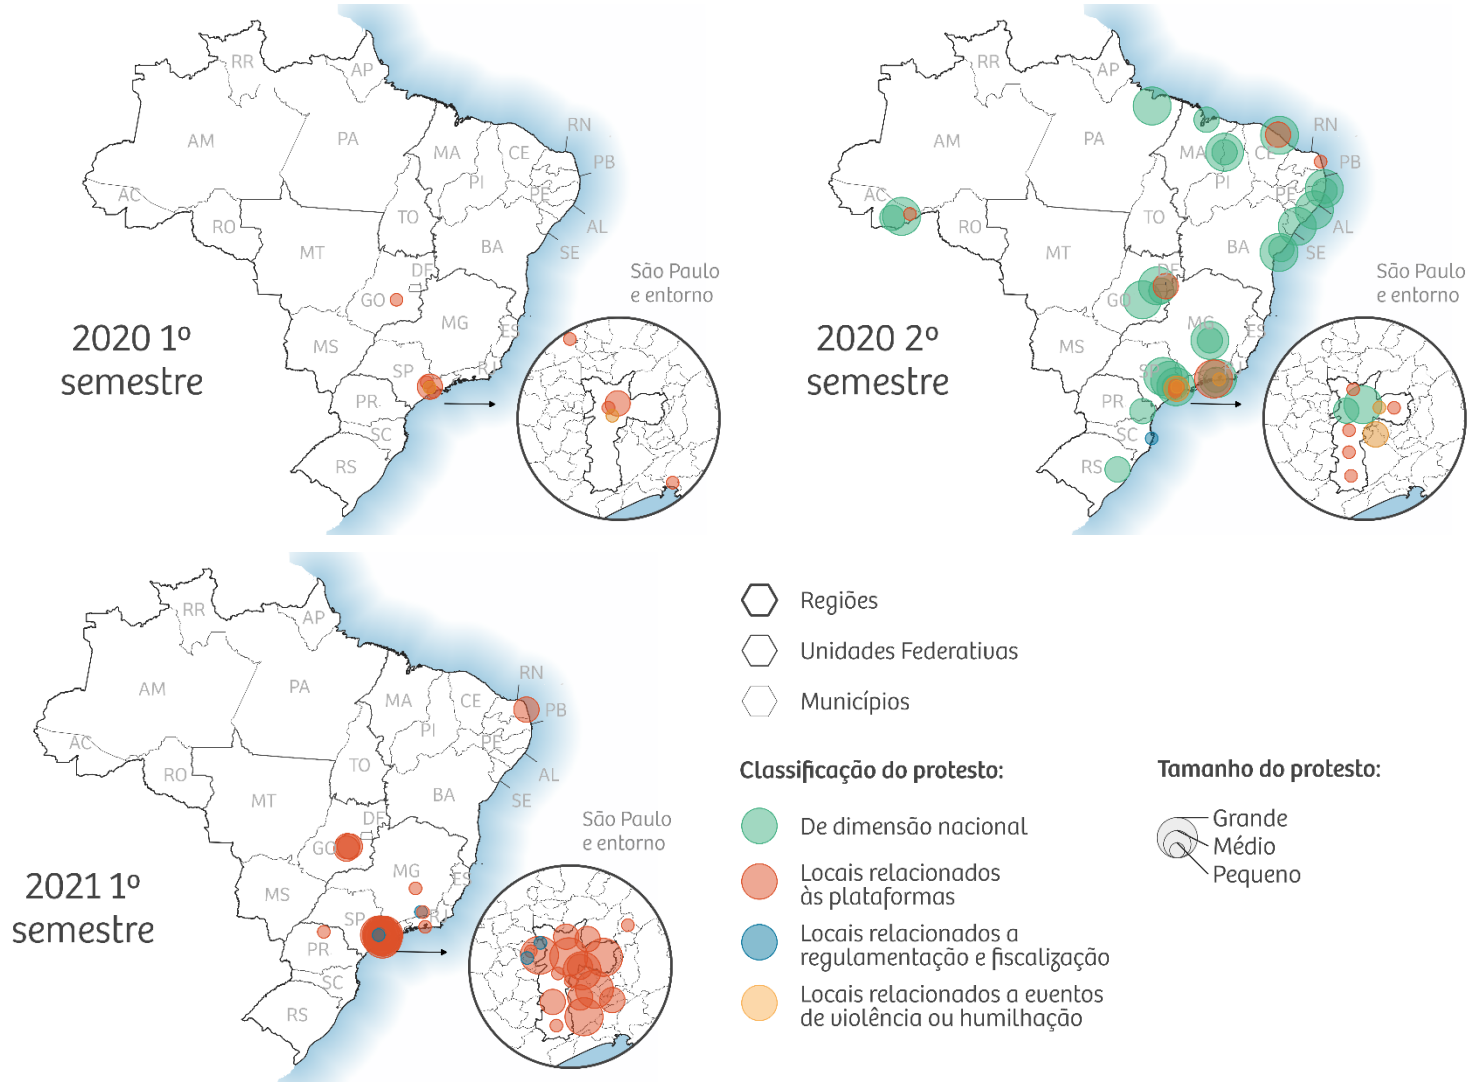 RR
AP
AM
PA
MA
CE
RN
PB
PI
PE
AC
RO
TO
AL
SE
MT
BA
DF
GO
MG
ES
MS
SP
RJ
PR
SC
RS
2020 1º
semestre
São Paulo
e entorno
RR
AP
AM
PA
MA
CE
RN
PB
PI
PE
AC
RO
TO
AL
SE
MT
BA
DF
GO
MG
ES
MS
PR
SC
RS
2020 2º
semestre
São Paulo
e entorno
RR
AP
AM
PA
MA
CE
RN
PB
PI
PE
AC
RO
TO
AL
SE
MT
BA
DF
GO
MG
ES
MS
SP
RJ
PR
SC
RS
2021 1º
semestre
São Paulo
e entorno
Regiões
Unidades Federativas
Municípios
Classificação do protesto:
De dimensão nacional
Locais relacionados
às plataformas
Locais relacionados a
regulamentação e fiscalização
Locais relacionados a eventos
de violência ou humilhação
Tamanho do protesto:
Grande
Médio
Pequeno